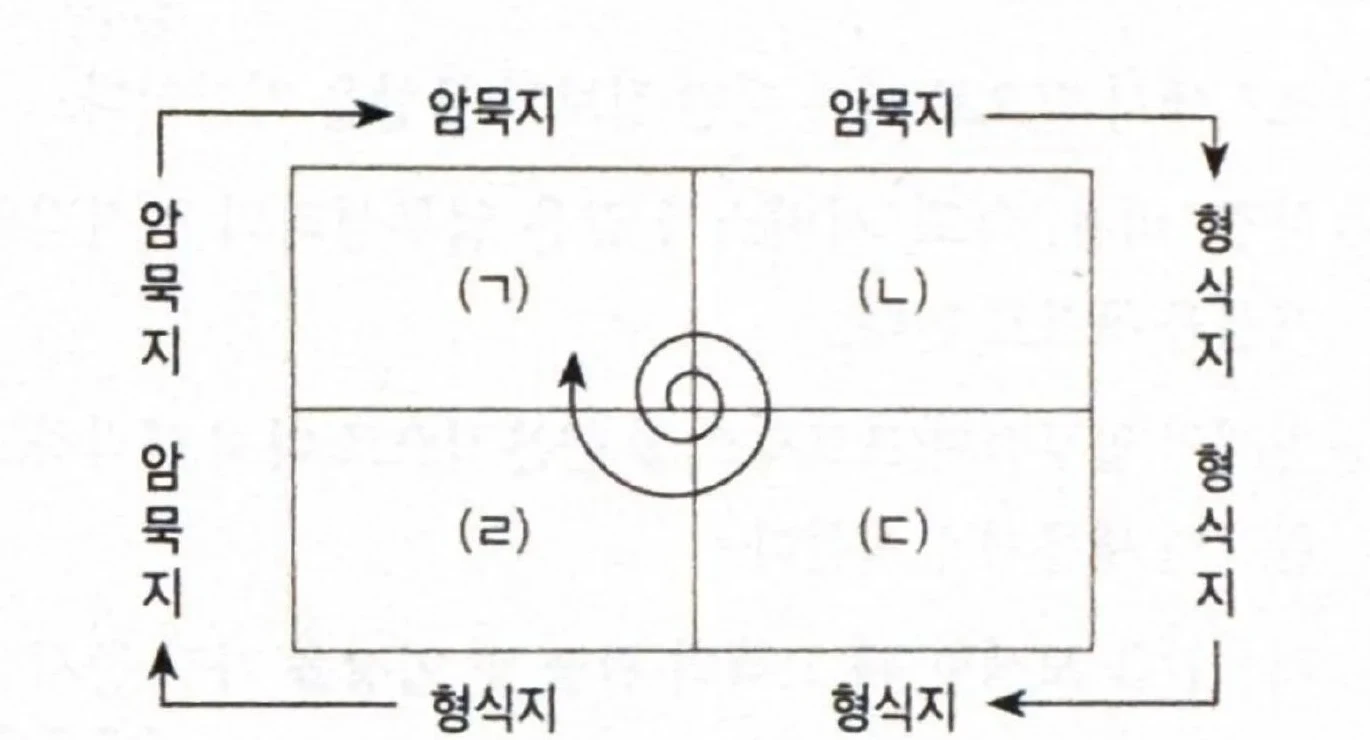 암묵지 암묵지
암묵지 형식지
(ㄱ) (ㄴ)
암묵지 형식지
(ㄹ) (ㄷ)
형식지 형식지